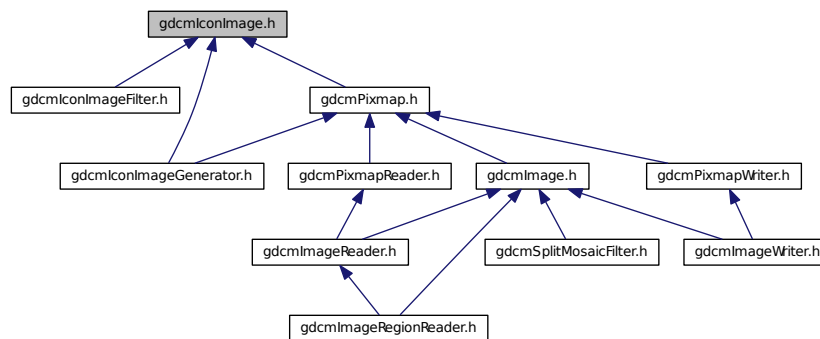 gdcmIconImage.h
gdcmIconImageFilter.h
gdcmPixmap.h
gdcmIconImageGenerator.h
gdcmPixmapReader.h
gdcmImage.h
gdcmPixmapWriter.h
gdcmImageReader.h
gdcmSplitMosaicFilter.h
gdcmImageWriter.h
gdcmImageRegionReader.h